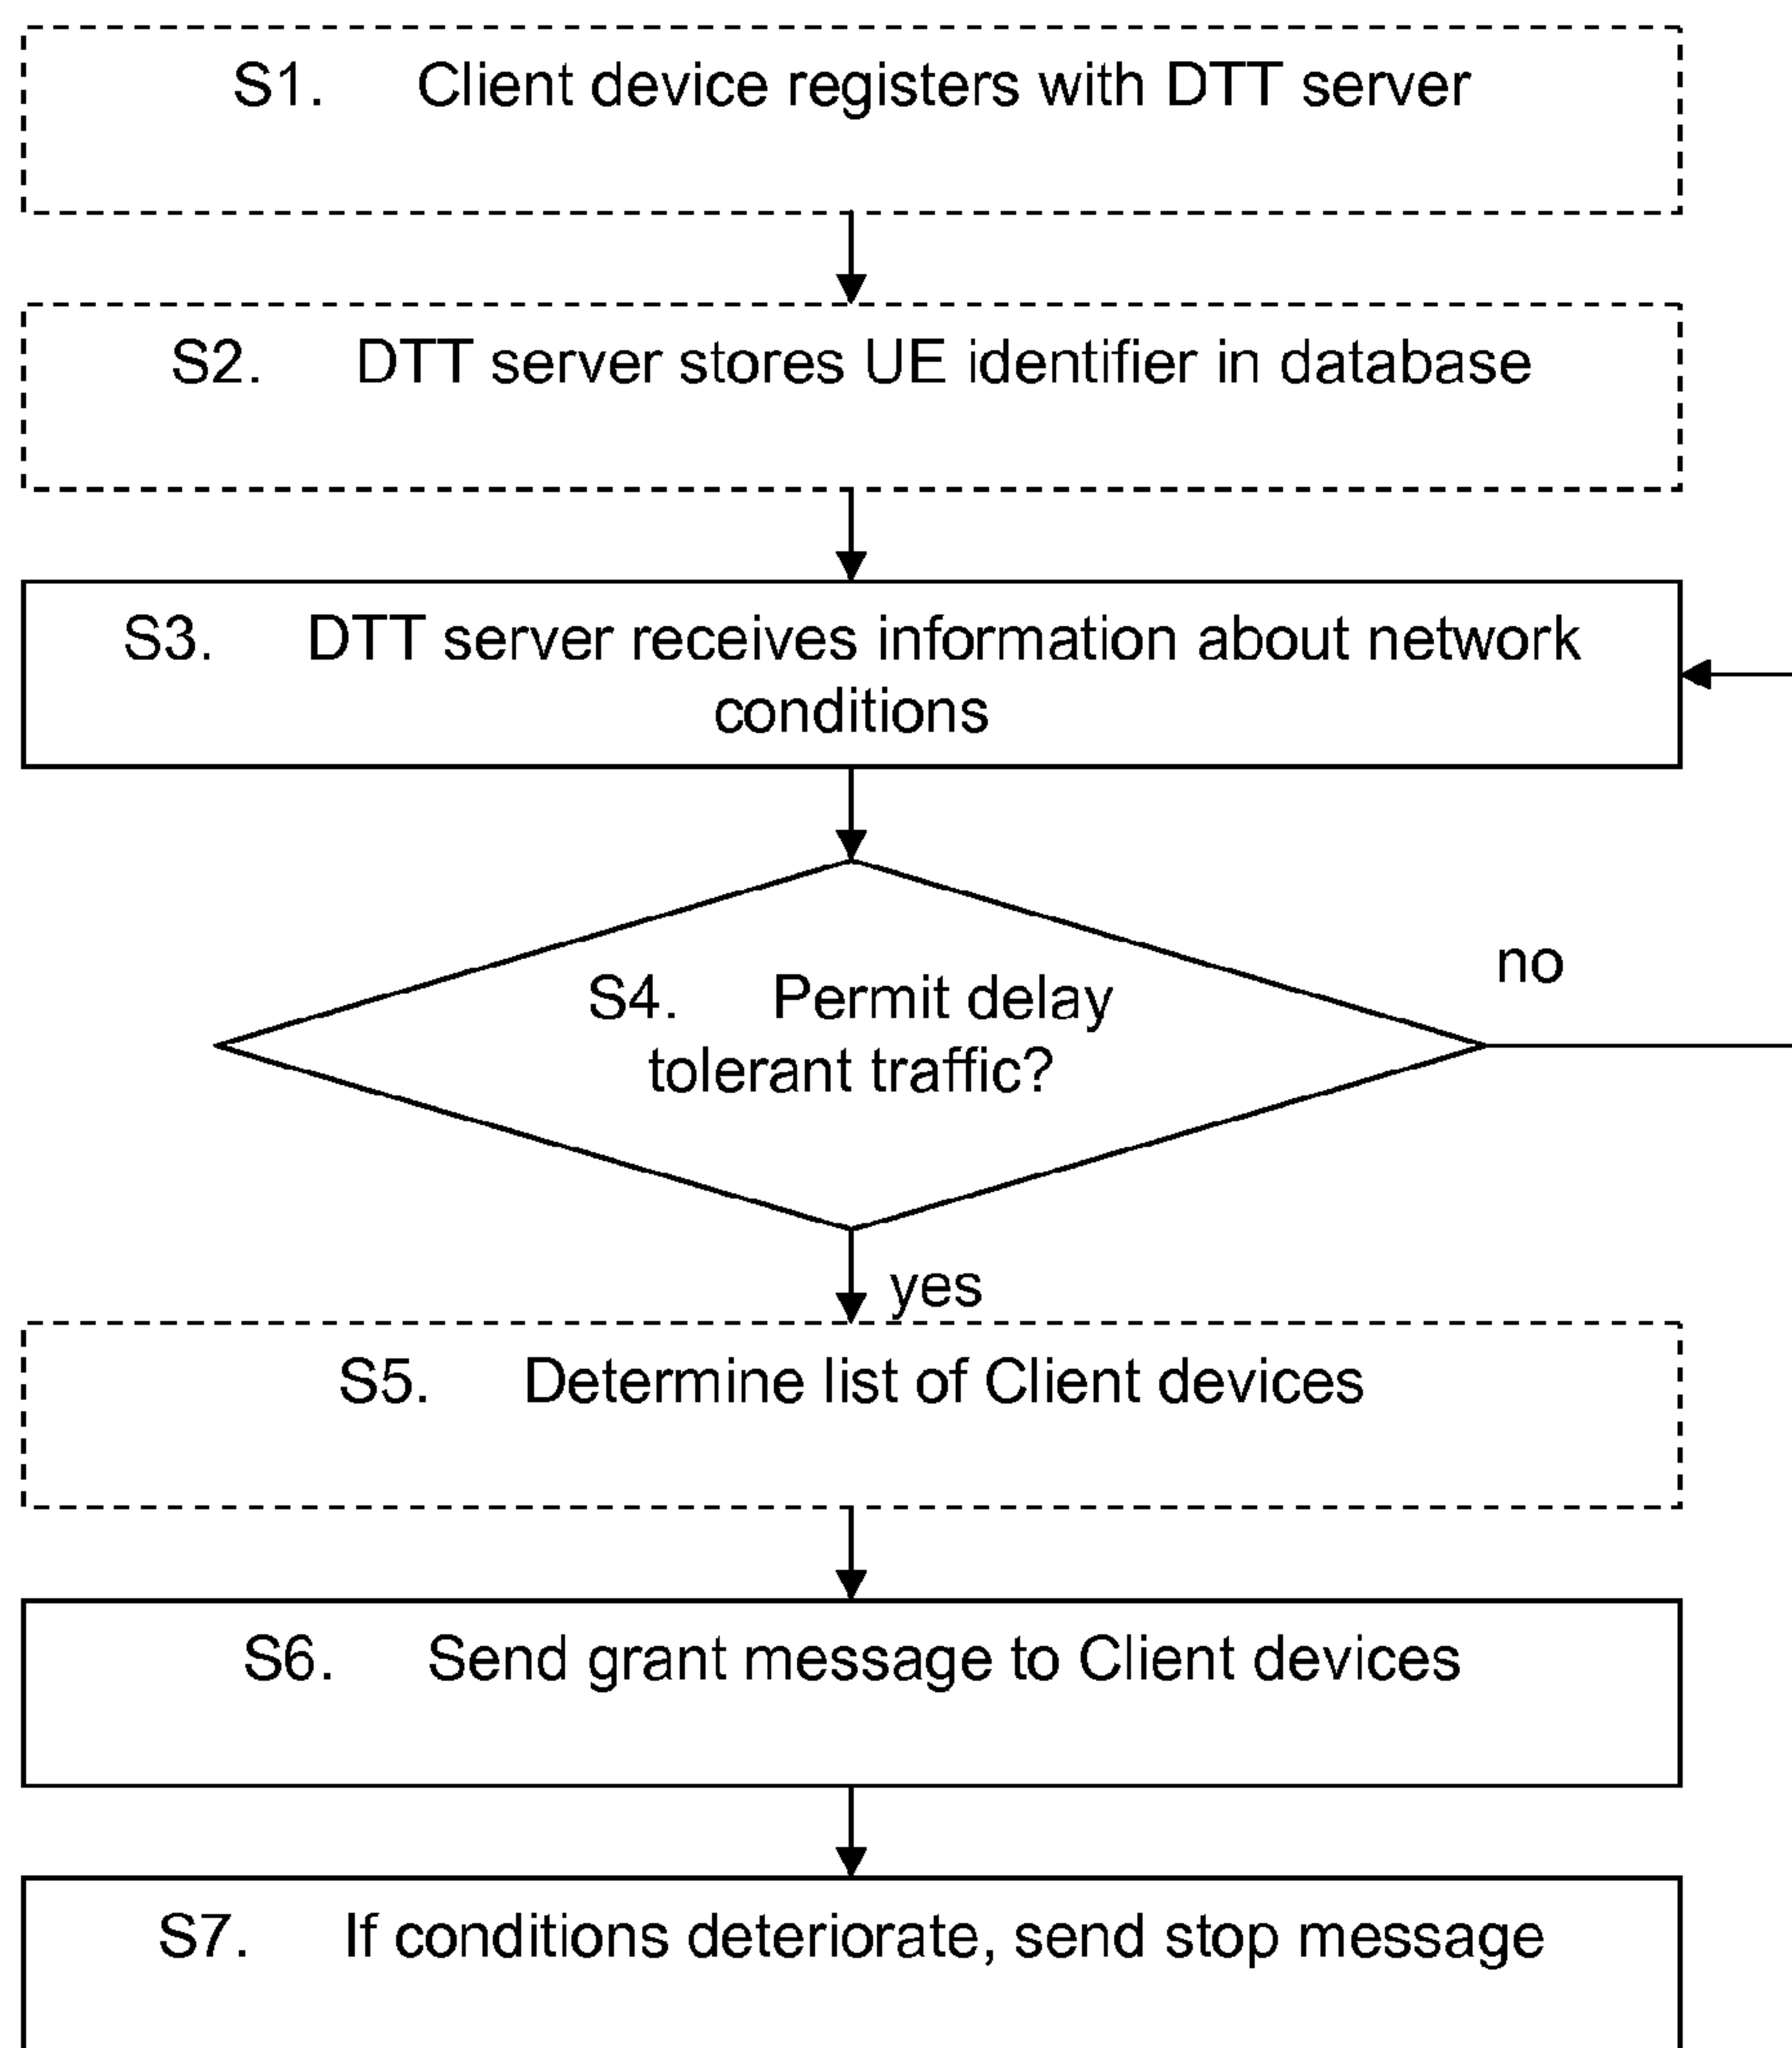 S1. Client device registers with DTT server
S2. DTT server stores UE identifier in database
S3. DTT server receives information about network
conditions
no
S4. Permit delay
tolerant traffic?
yes
S5. Determine list of Client devices
S6. Send grant message to Client devices
S7. If conditions deteriorate, send stop message